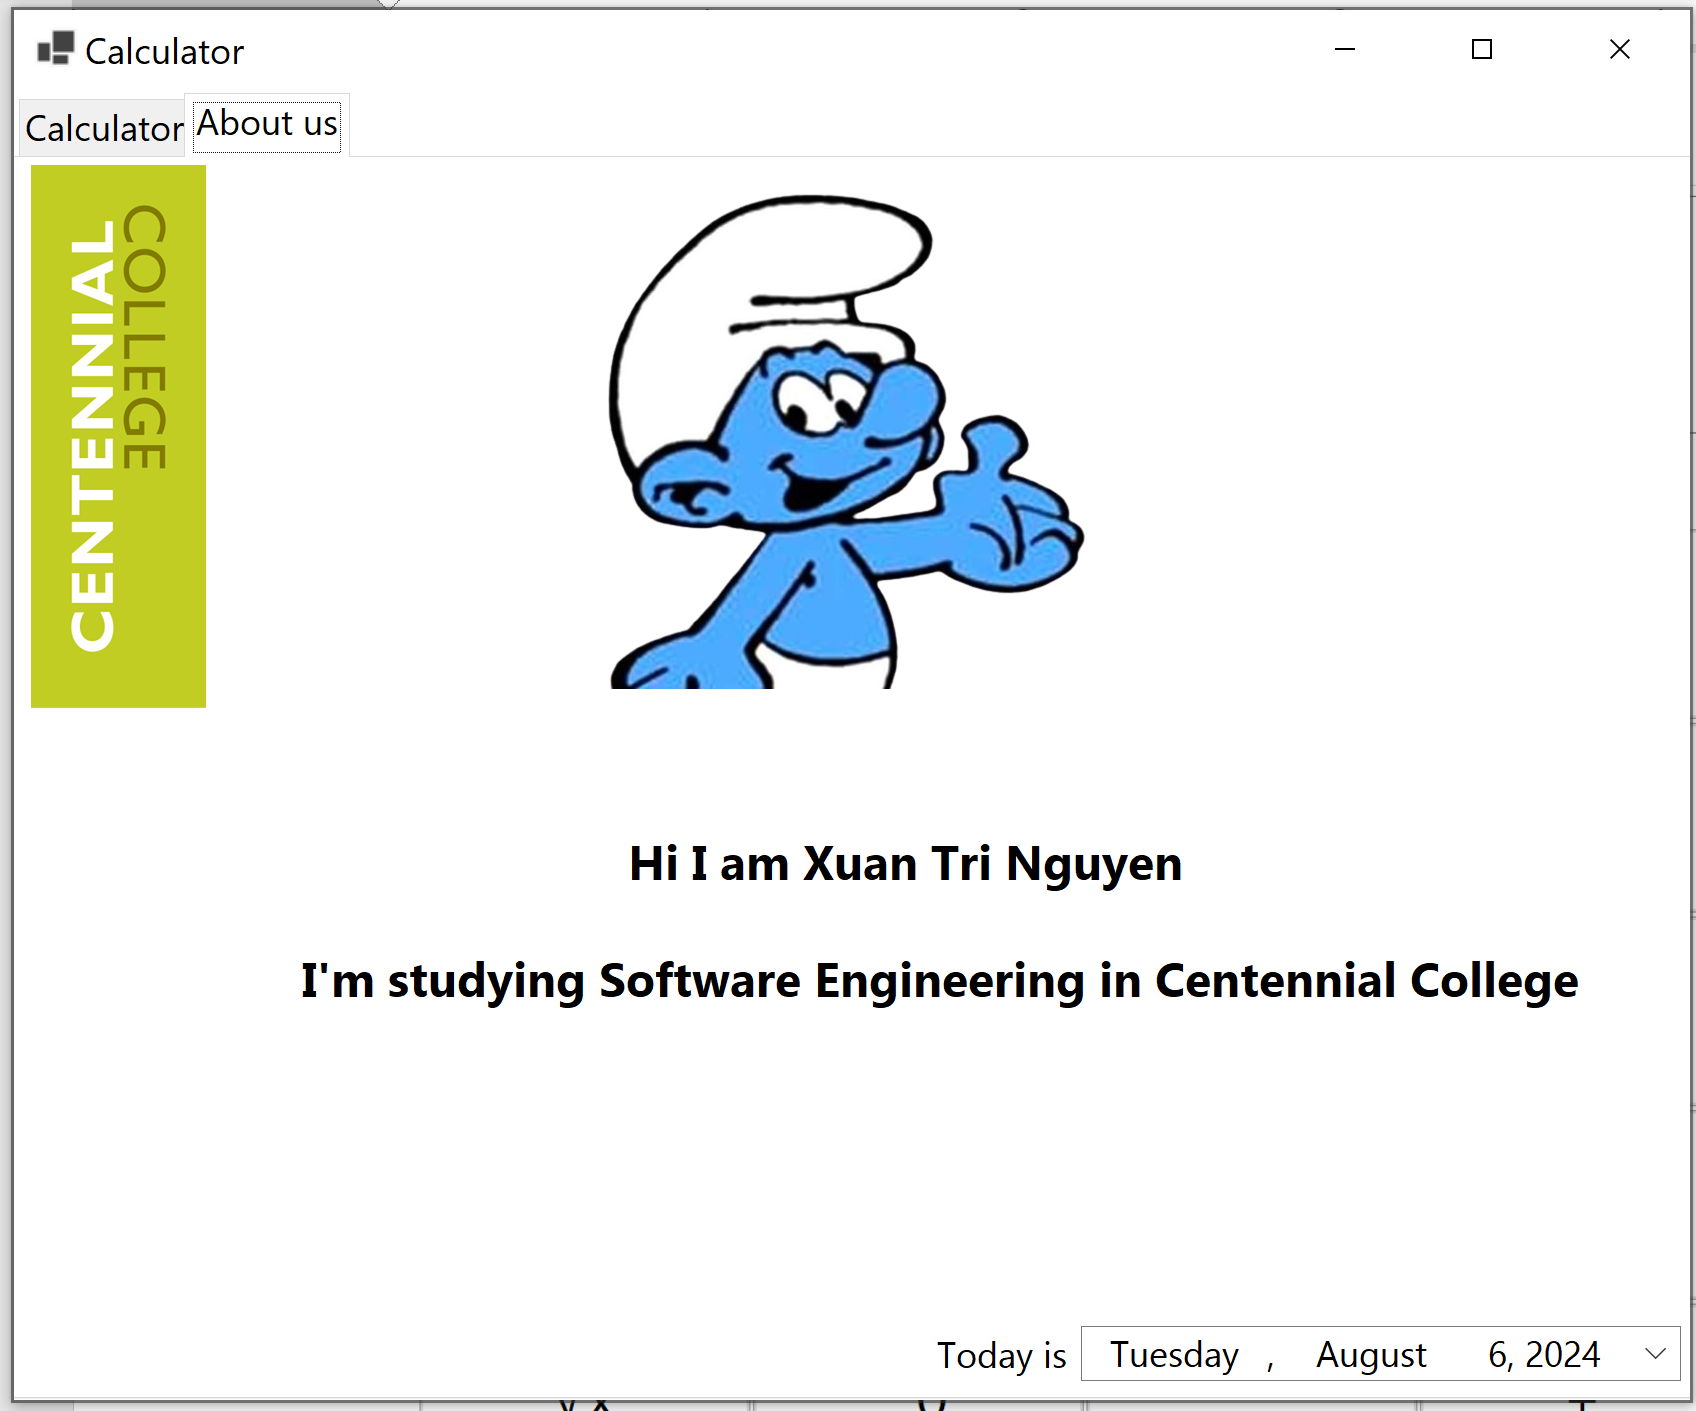 Calculator
Calculator
About us
CENTENNIAL
COLLEGE
Hi I am Xuan Tri Nguyen
I'm studying Software Engineering in Centennial College
Today is Tuesday , August 6, 2024